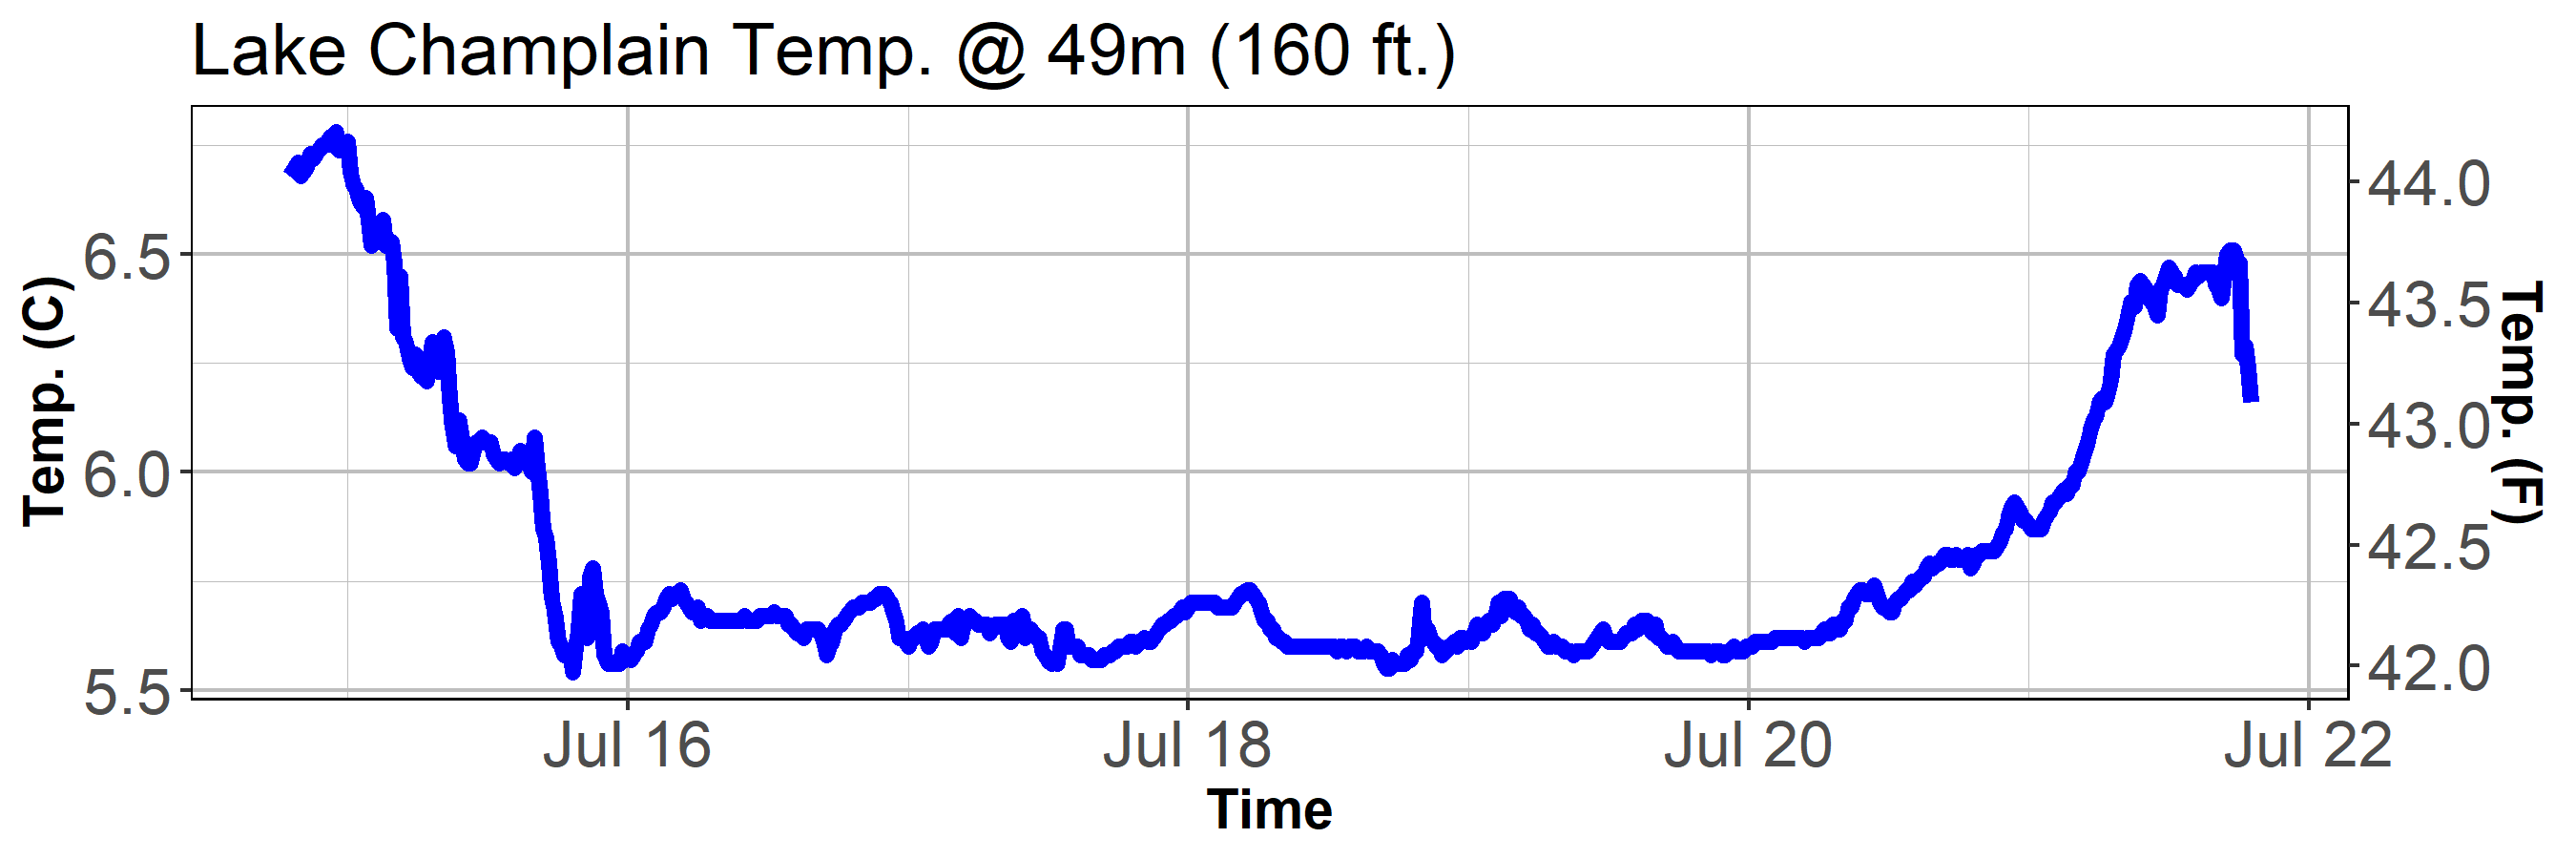 Lake Champlain Temp. @ 49m (160 ft.)
Temp. (C)
6.5
6.0
5.5
44.0
43.5
43.0
42.5
42.0
Temp. (F)
Jul 16 Jul 18 Jul 20 Jul 22
Time